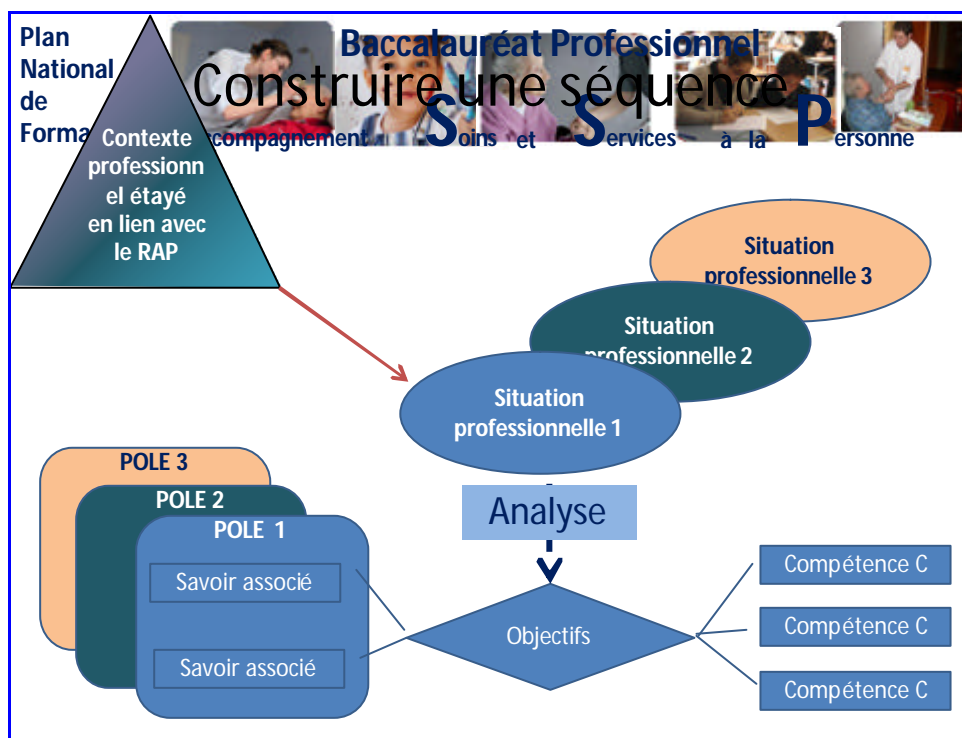 Plan
National
de
Forma
Baccalauréat Professionnel
Construire une séquence
ccompagnement Soins et Services à la Personne
Contexte
professionn
el étayé
en lien avec
le RAP
Situation
professionnelle 3
Situation
professionnelle 2
Situation
professionnelle 1
Analyse
POLE 3
POLE 2
POLE 1
Savoir associé
Savoir associé
Objectifs
Compétence C
Compétence C
Compétence C